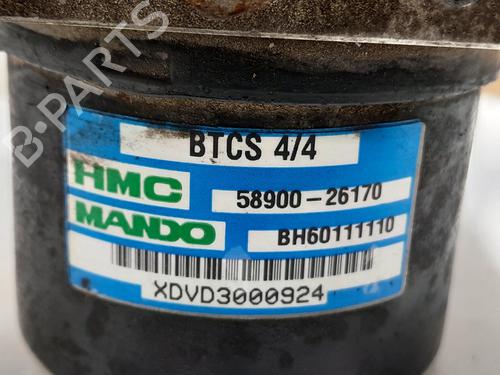 B-PARTS
BTCS 4/4
HMC 58900-26170
MANDO BH60111110
XDVD3000924